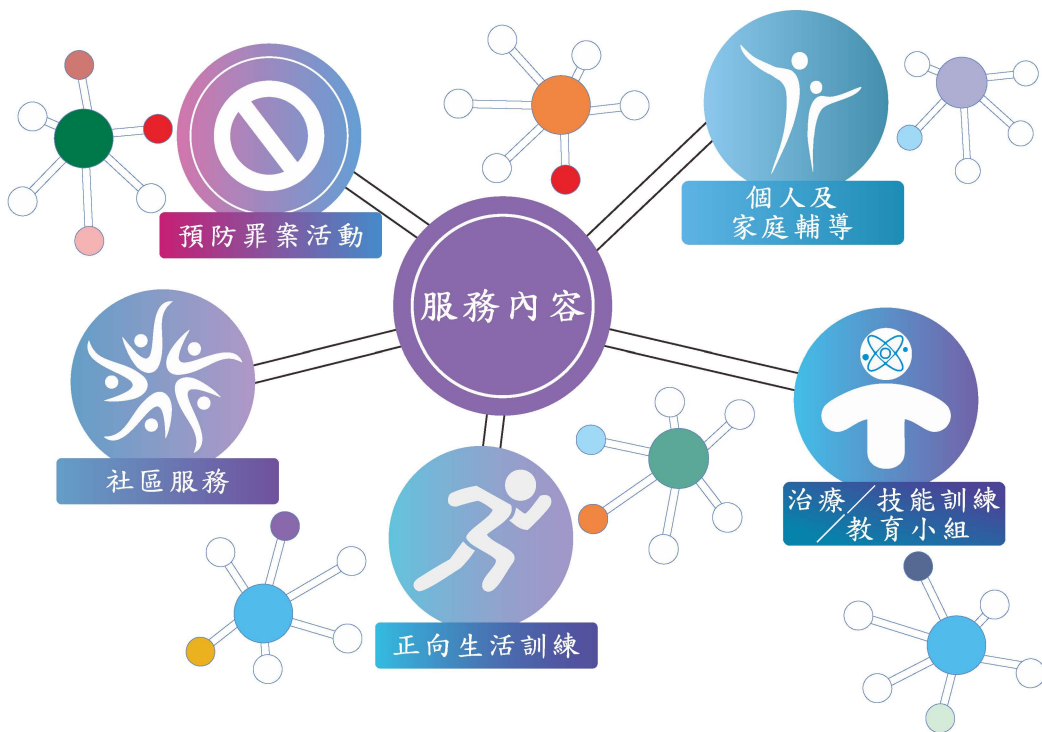 預防罪案活動
個人及
家庭輔導
服務內容
社區服務
治療／技能訓練
／教育小組
正向生活訓練